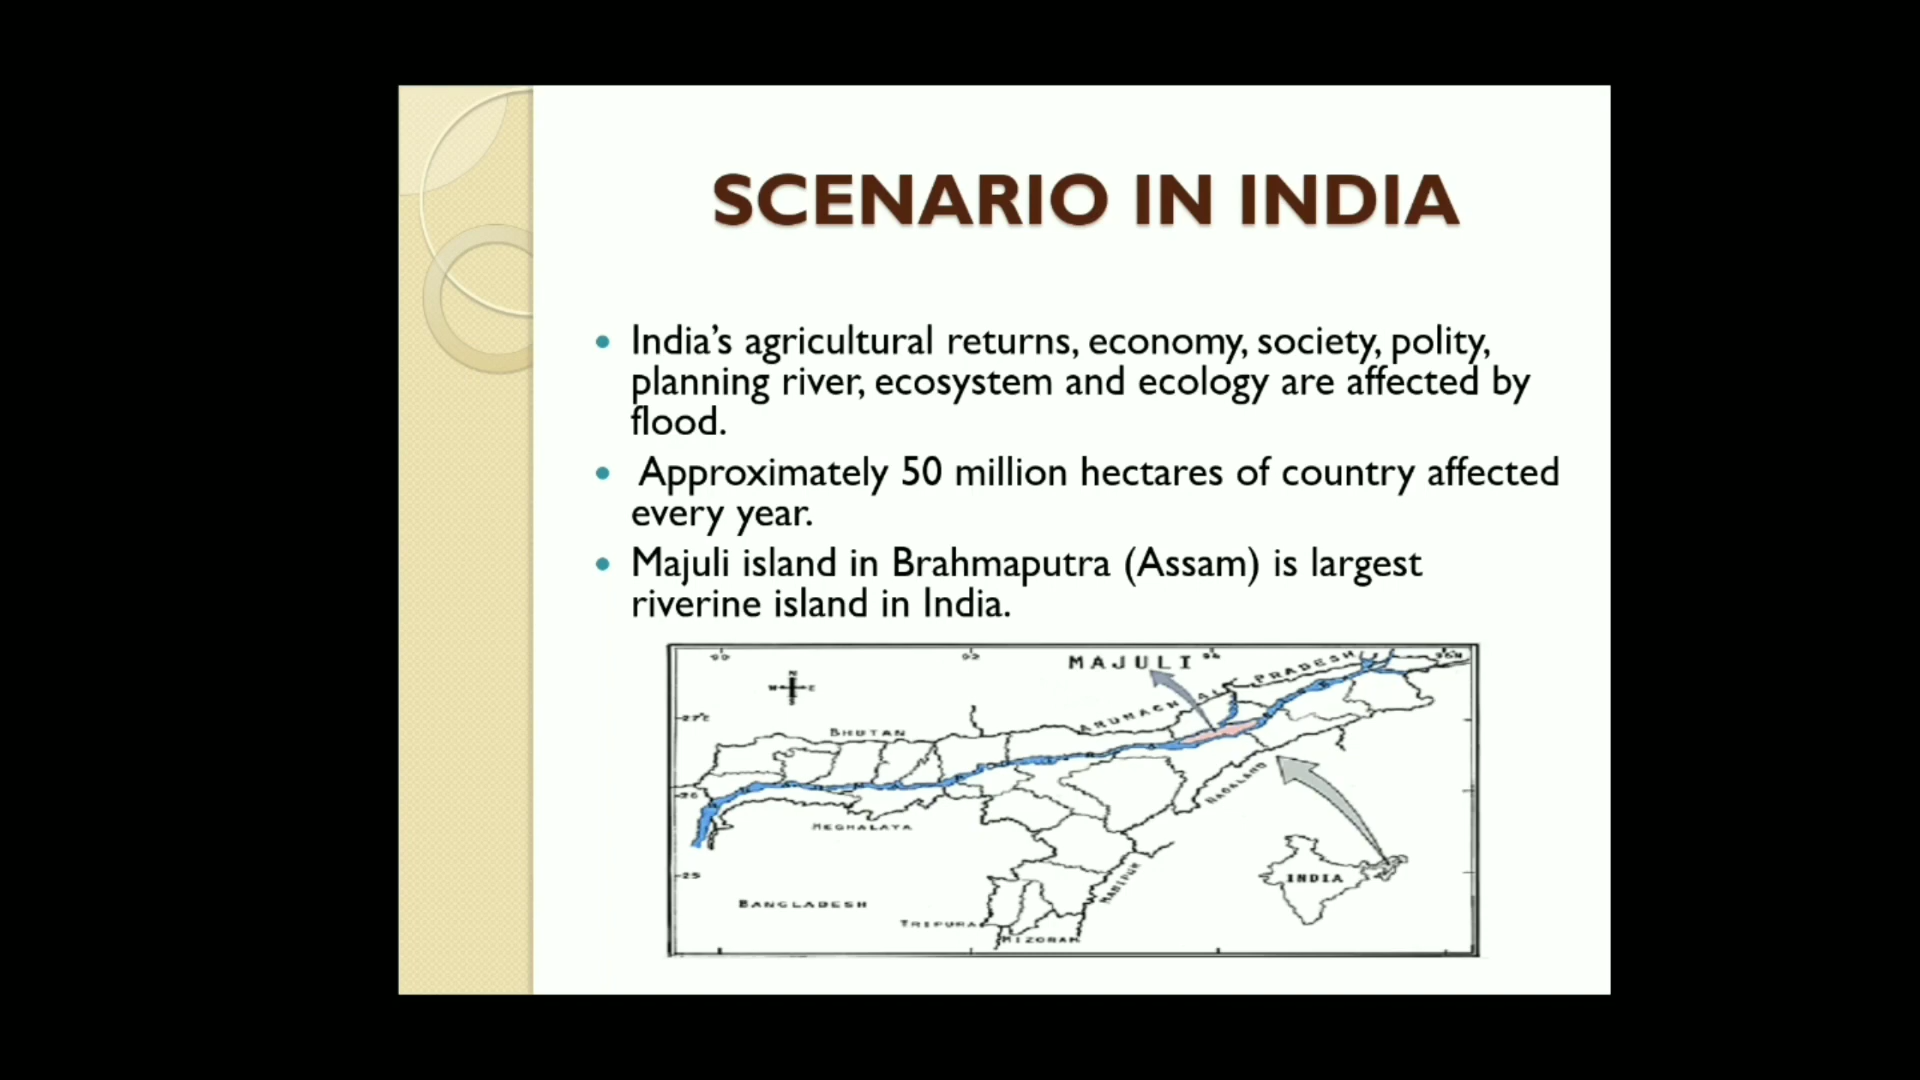 SCENARIO IN INDIA
• India’s agricultural returns, economy, society, polity,
planning river, ecosystem and ecology are affected by
flood.
• Approximately 50 million hectares of country affected
every year.
• Majuli island in Brahmaputra (Assam) is largest
riverine island in India.
MAJULI
N
W E
S
ARUNACHAL PRADESH
BHUTAN
NAGALAND
MEGHALAYA
INDIA
MANIPUR
BANGLADESH
TRIPURA
MIZORAM
25